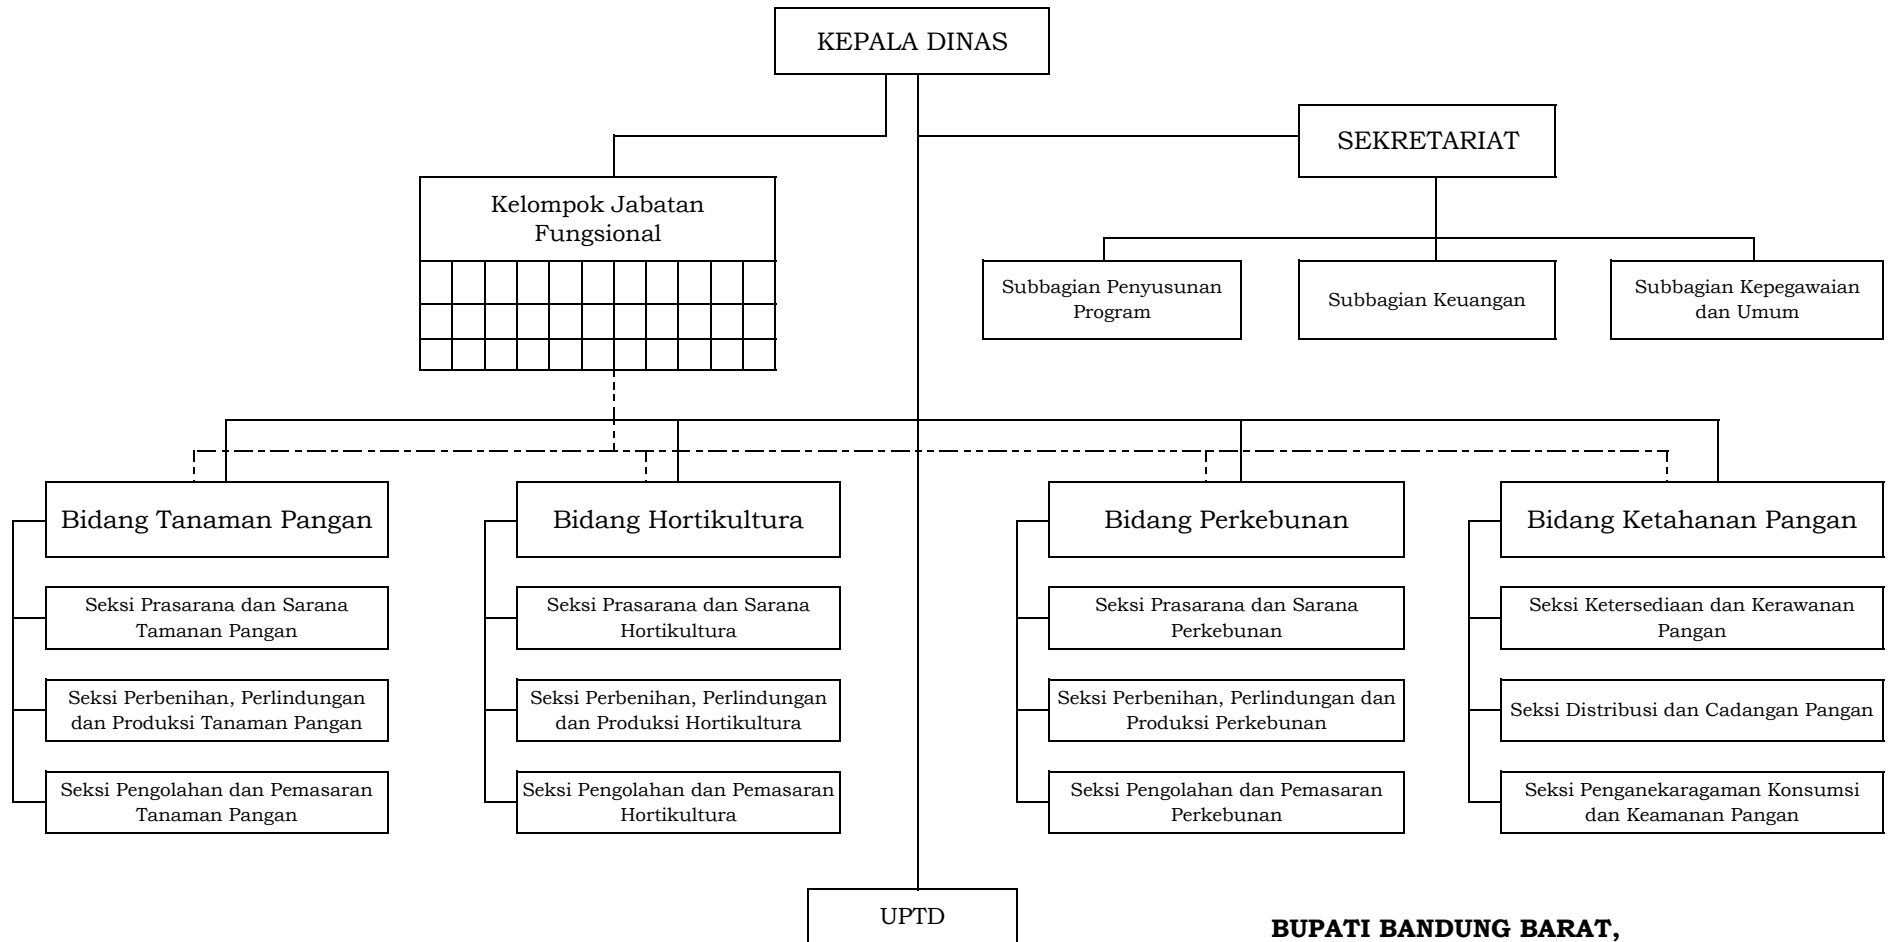 KEPALA DINAS
SEKRETARIAT
Kelompok Jabatan
Fungsional
Subbagian Penyusunan
Program
Subbagian Keuangan
Subbagian Kepegawaian
dan Umum
Bidang Tanaman Pangan
Seksi Prasarana dan Sarana
Tamanan Pangan
Seksi Perbenihan, Perlindungan
dan Produksi Tanaman Pangan
Seksi Pengolahan dan Pemasaran
Tanaman Pangan
Bidang Hortikultura
Seksi Prasarana dan Sarana
Hortikultura
Seksi Perbenihan, Perlindungan
dan Produksi Hortikultura
Seksi Pengolahan dan Pemasaran
Hortikultura
Bidang Perkebunan
Seksi Prasarana dan Sarana
Perkebunan
Seksi Perbenihan, Perlindungan dan
Produksi Perkebunan
Seksi Pengolahan dan Pemasaran
Perkebunan
Bidang Ketahanan Pangan
Seksi Ketersediaan dan Kerawanan
Pangan
Seksi Distribusi dan Cadangan Pangan
Seksi Penganekaragaman Konsumsi
dan Keamanan Pangan
UPTD
BUPATI BANDUNG BARAT,